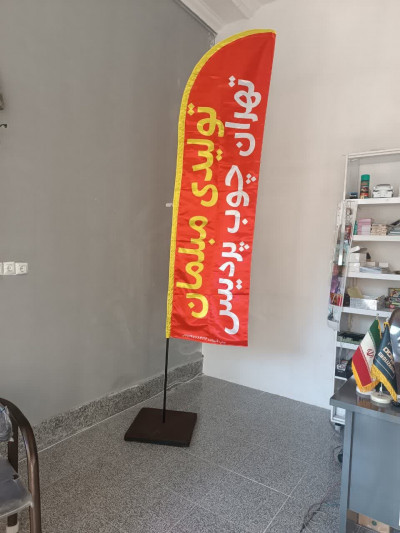 تولیدی مبلمان
تهران چوب پردیس